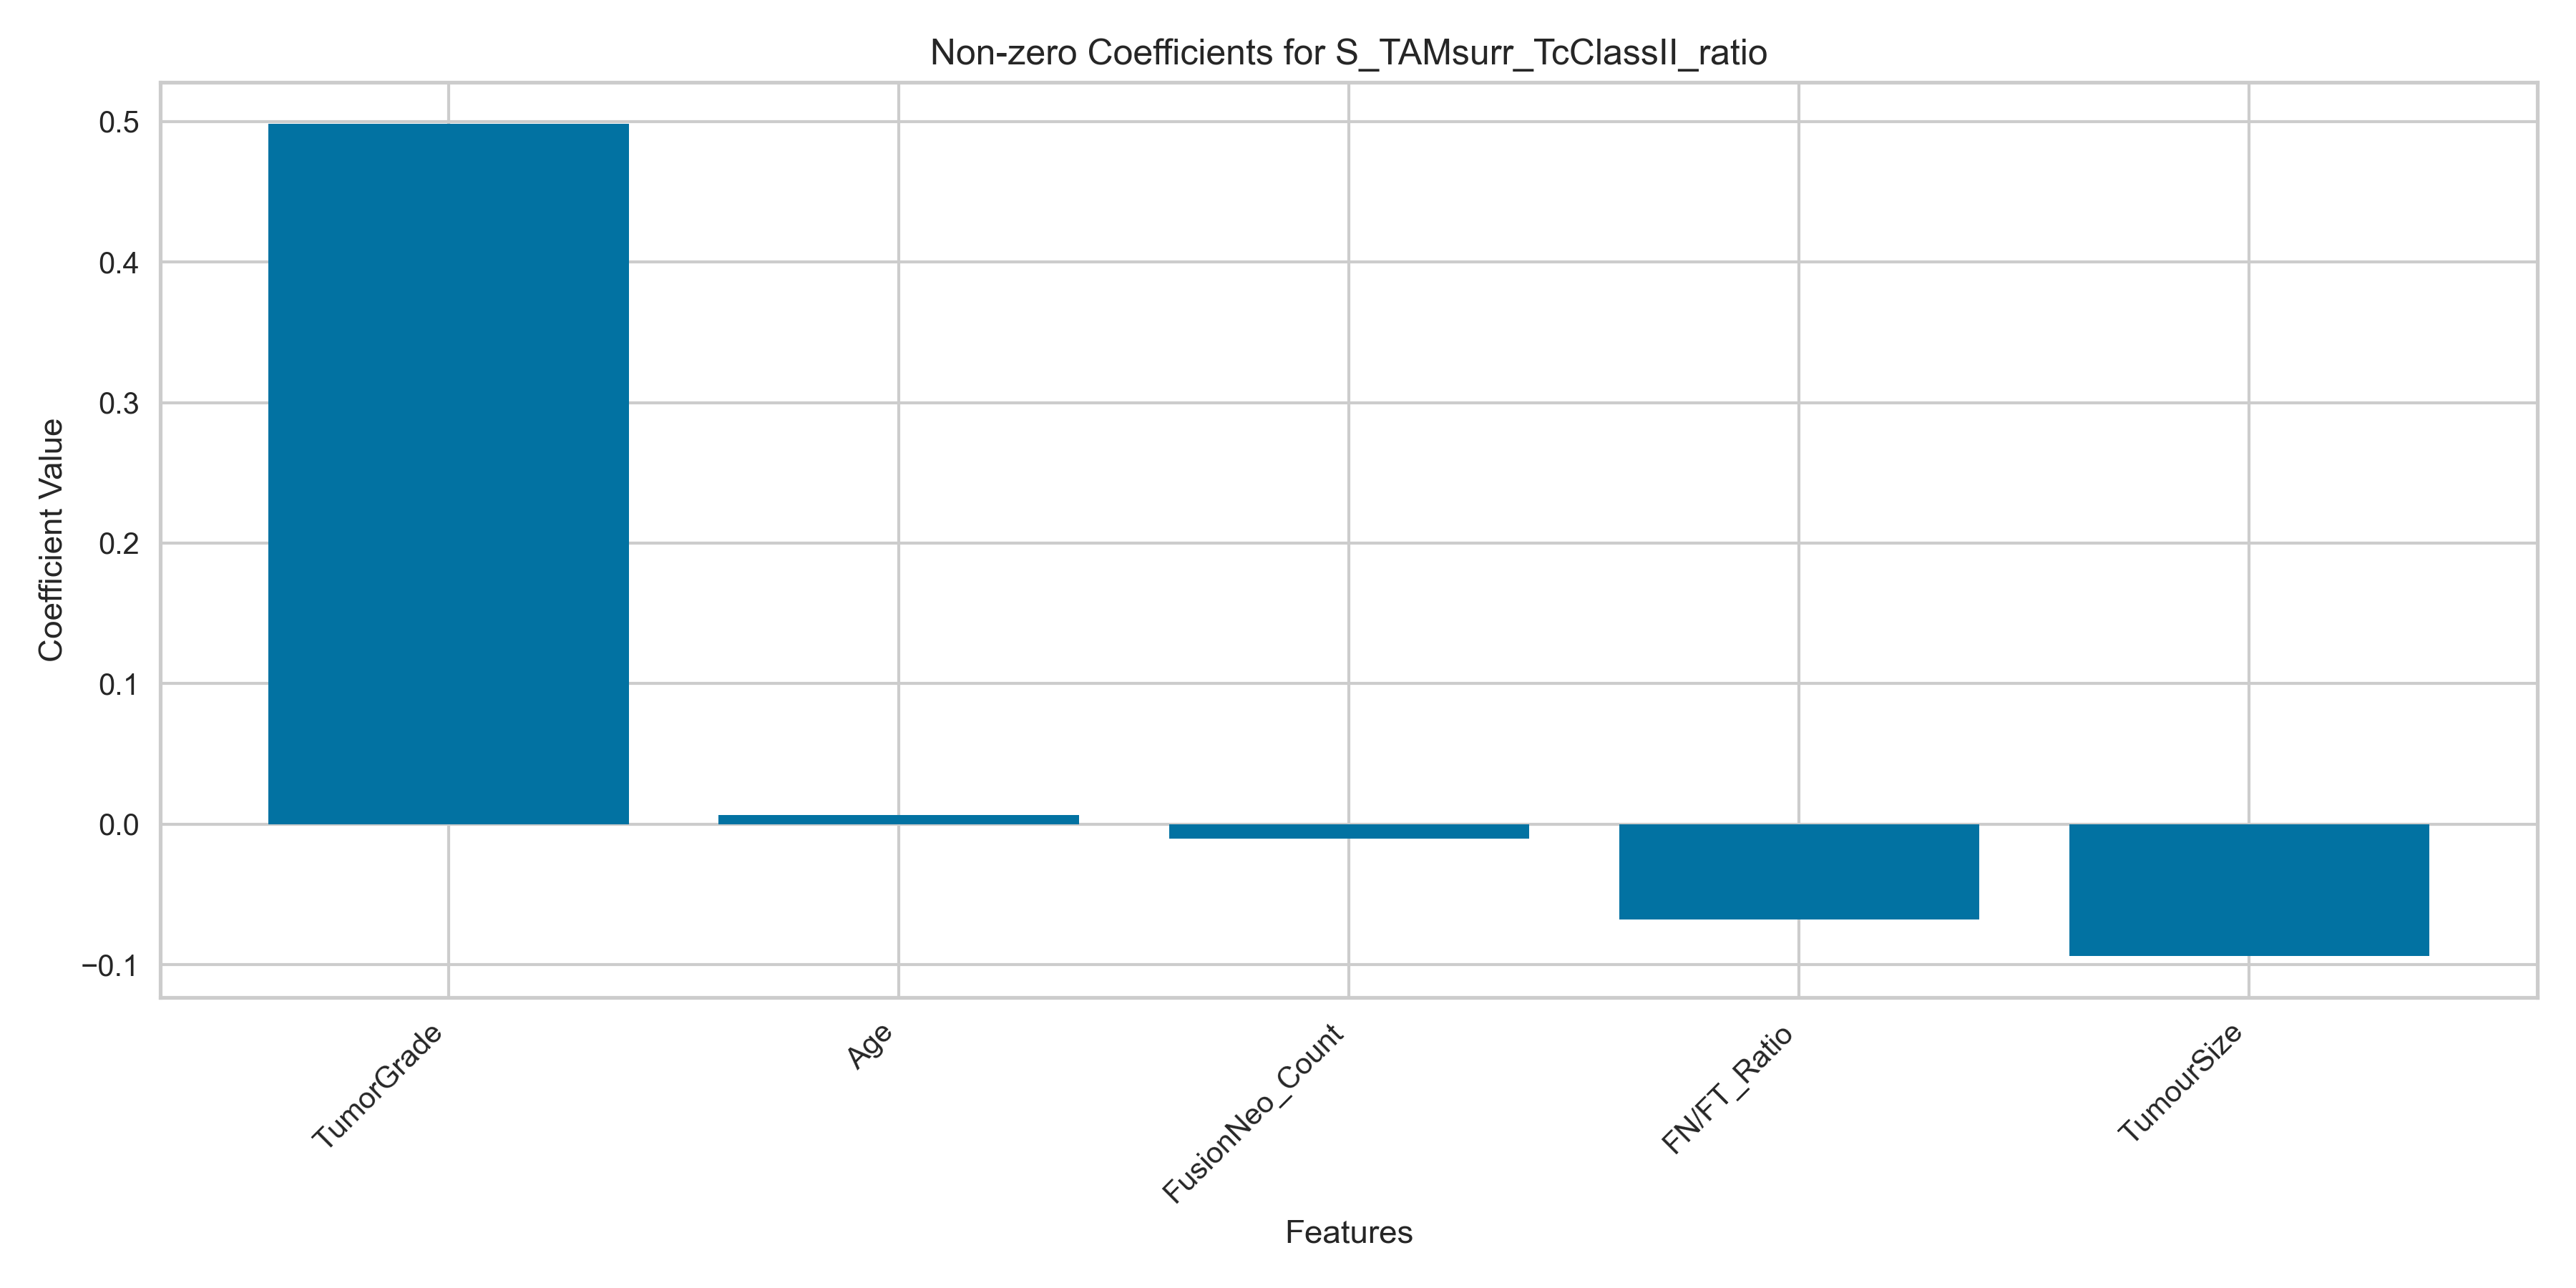 Non-zero Coefficients for S_TAMsurr_TcClassII_ratio
0.5
0.4
0.3
0.2
0.1
0.0
−0.1
Coefficient Value
TumorGrade
Age
FusionNeo_Count
FN/FT_Ratio
TumourSize
Features